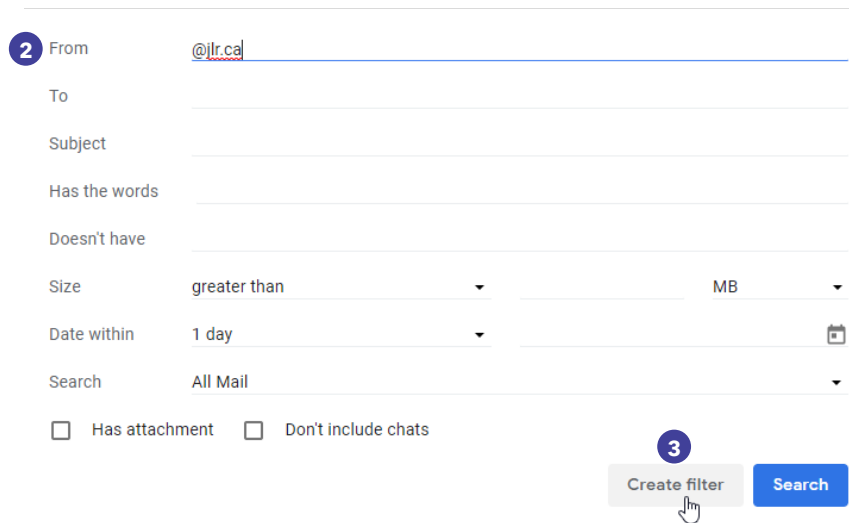 2 From @jlr.ca
To
Subject
Has the words
Doesn't have
Size greater than MB
Date within 1 day
Search All Mail
Has attachment Don't include chats
3
Create filter Search